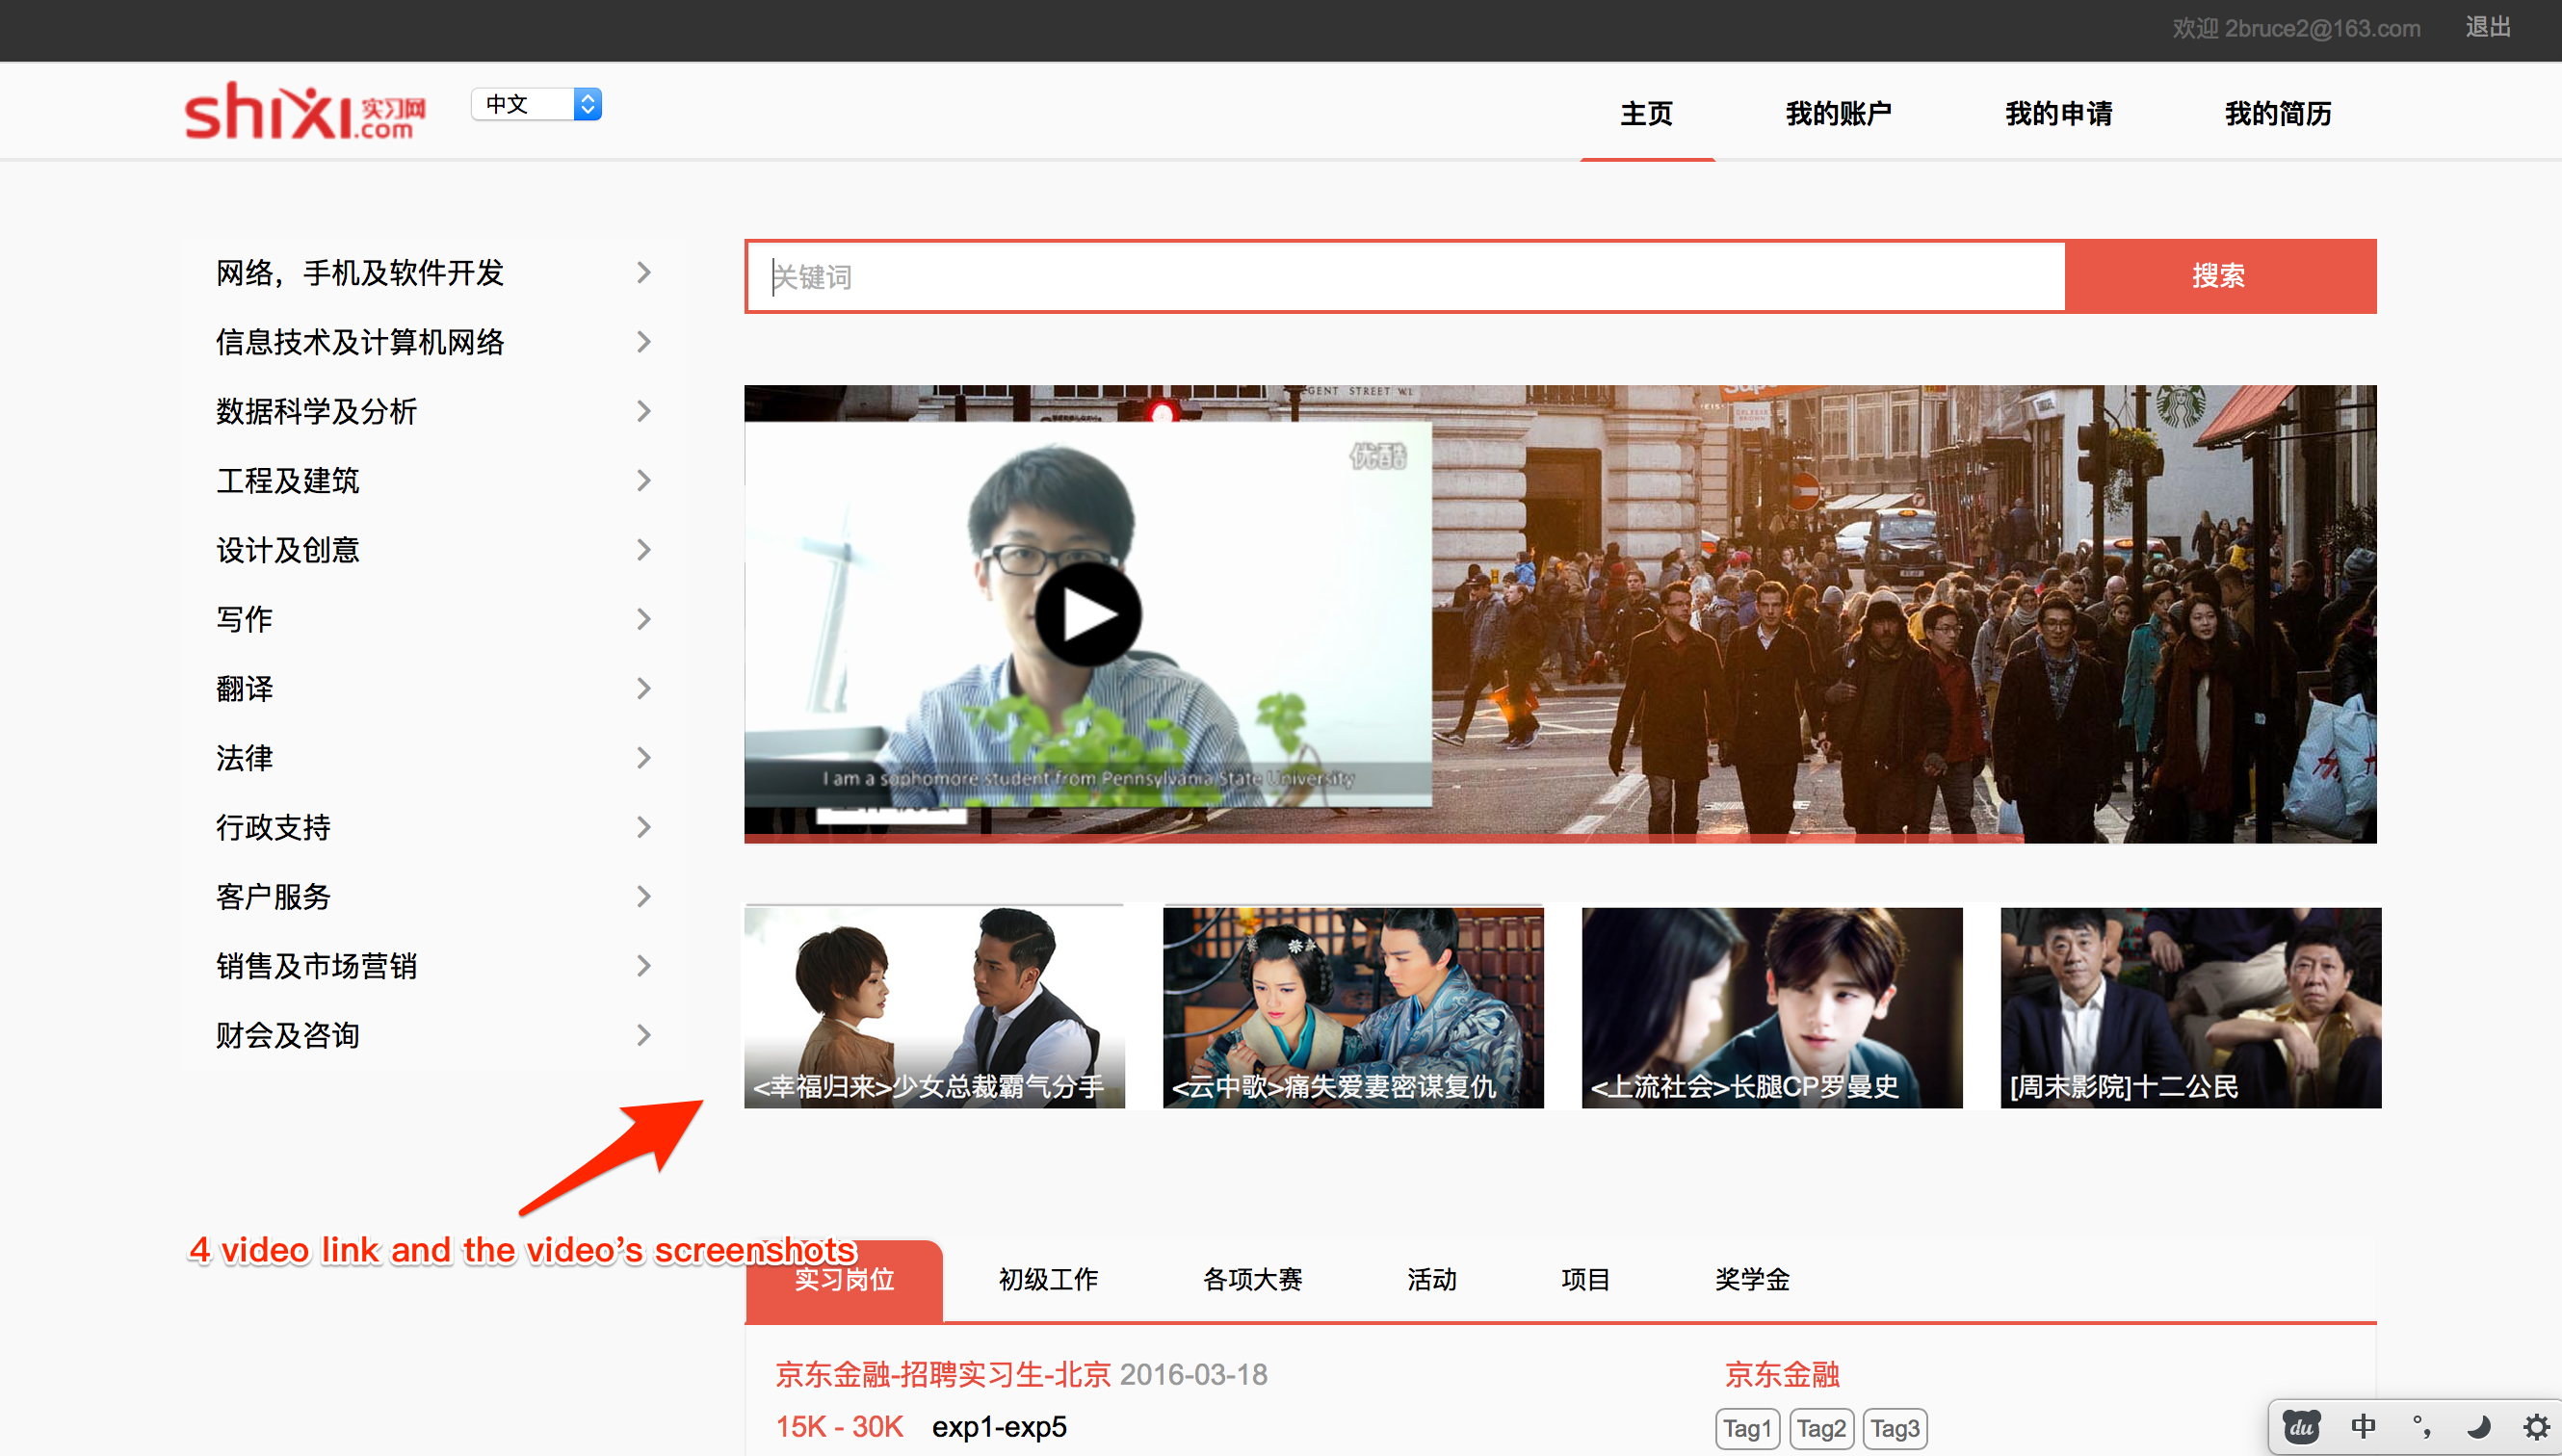 欢迎 2bruce2@163.com 退出
shixi.com 实习网
中文
主页 我的账户 我的申请 我的简历
网络，手机及软件开发
信息技术及计算机网络
数据科学及分析
工程及建筑
设计及创意
写作
翻译
法律
行政支持
客户服务
销售及市场营销
财会及咨询
关键词 搜索
GENT STREET W1
优酷
I am a sophomore student from Pennsylvania State University
<幸福归来>少女总裁霸气分手
<云中歌>痛失爱妻密谋复仇
<上流社会>长腿CP罗曼史
[周末影院]十二公民
4 video link and the video's screenshots
实习岗位 初级工作 各项大赛 活动 项目 奖学金
京东金融-招聘实习生-北京 2016-03-18
京东金融
15K - 30K exp1-exp5
Tag1 Tag2 Tag3
du 中 °,